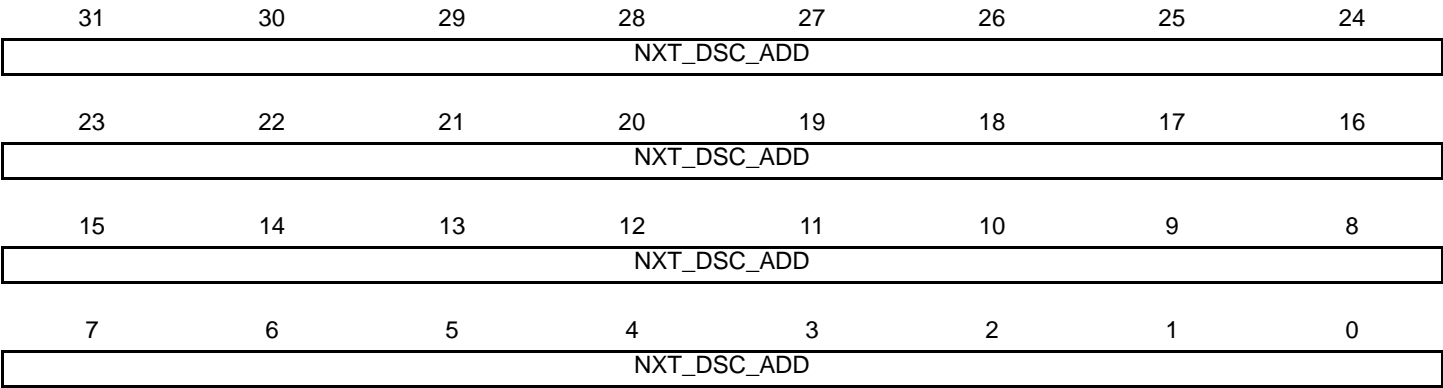 31 30 29 28 27 26 25 24
NXT_DSC_ADD
23 22 21 20 19 18 17 16
NXT_DSC_ADD
15 14 13 12 11 10 9 8
NXT_DSC_ADD
7 6 5 4 3 2 1 0
NXT_DSC_ADD